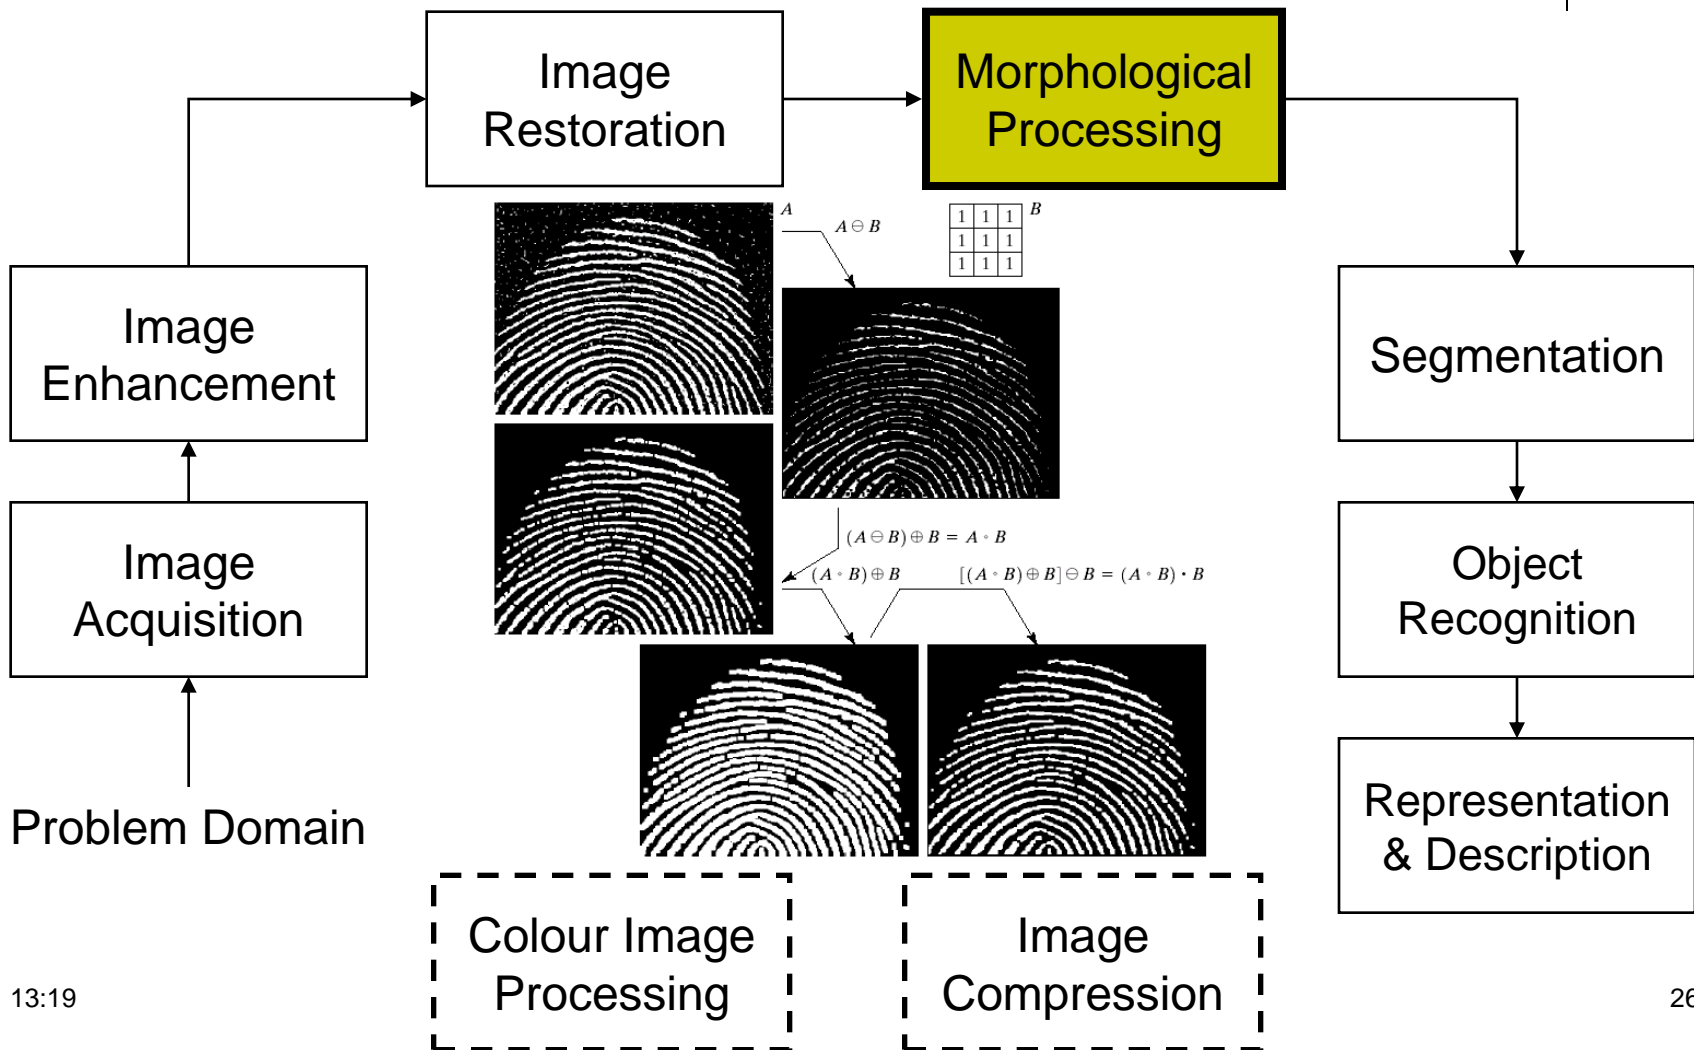 Image
Restoration
Morphological
Processing
A
A ⊖ B
1 1 1
1 1 1
1 1 1
B
Image
Enhancement
Segmentation
Image
Acquisition
(A ⊖ B) ⊕ B = A ∘ B
(A ∘ B) ⊕ B
[(A ∘ B) ⊕ B] ⊖ B = (A ∘ B) • B
Object
Recognition
Problem Domain
Representation
& Description
Colour Image
Processing
Image
Compression
13:19
26